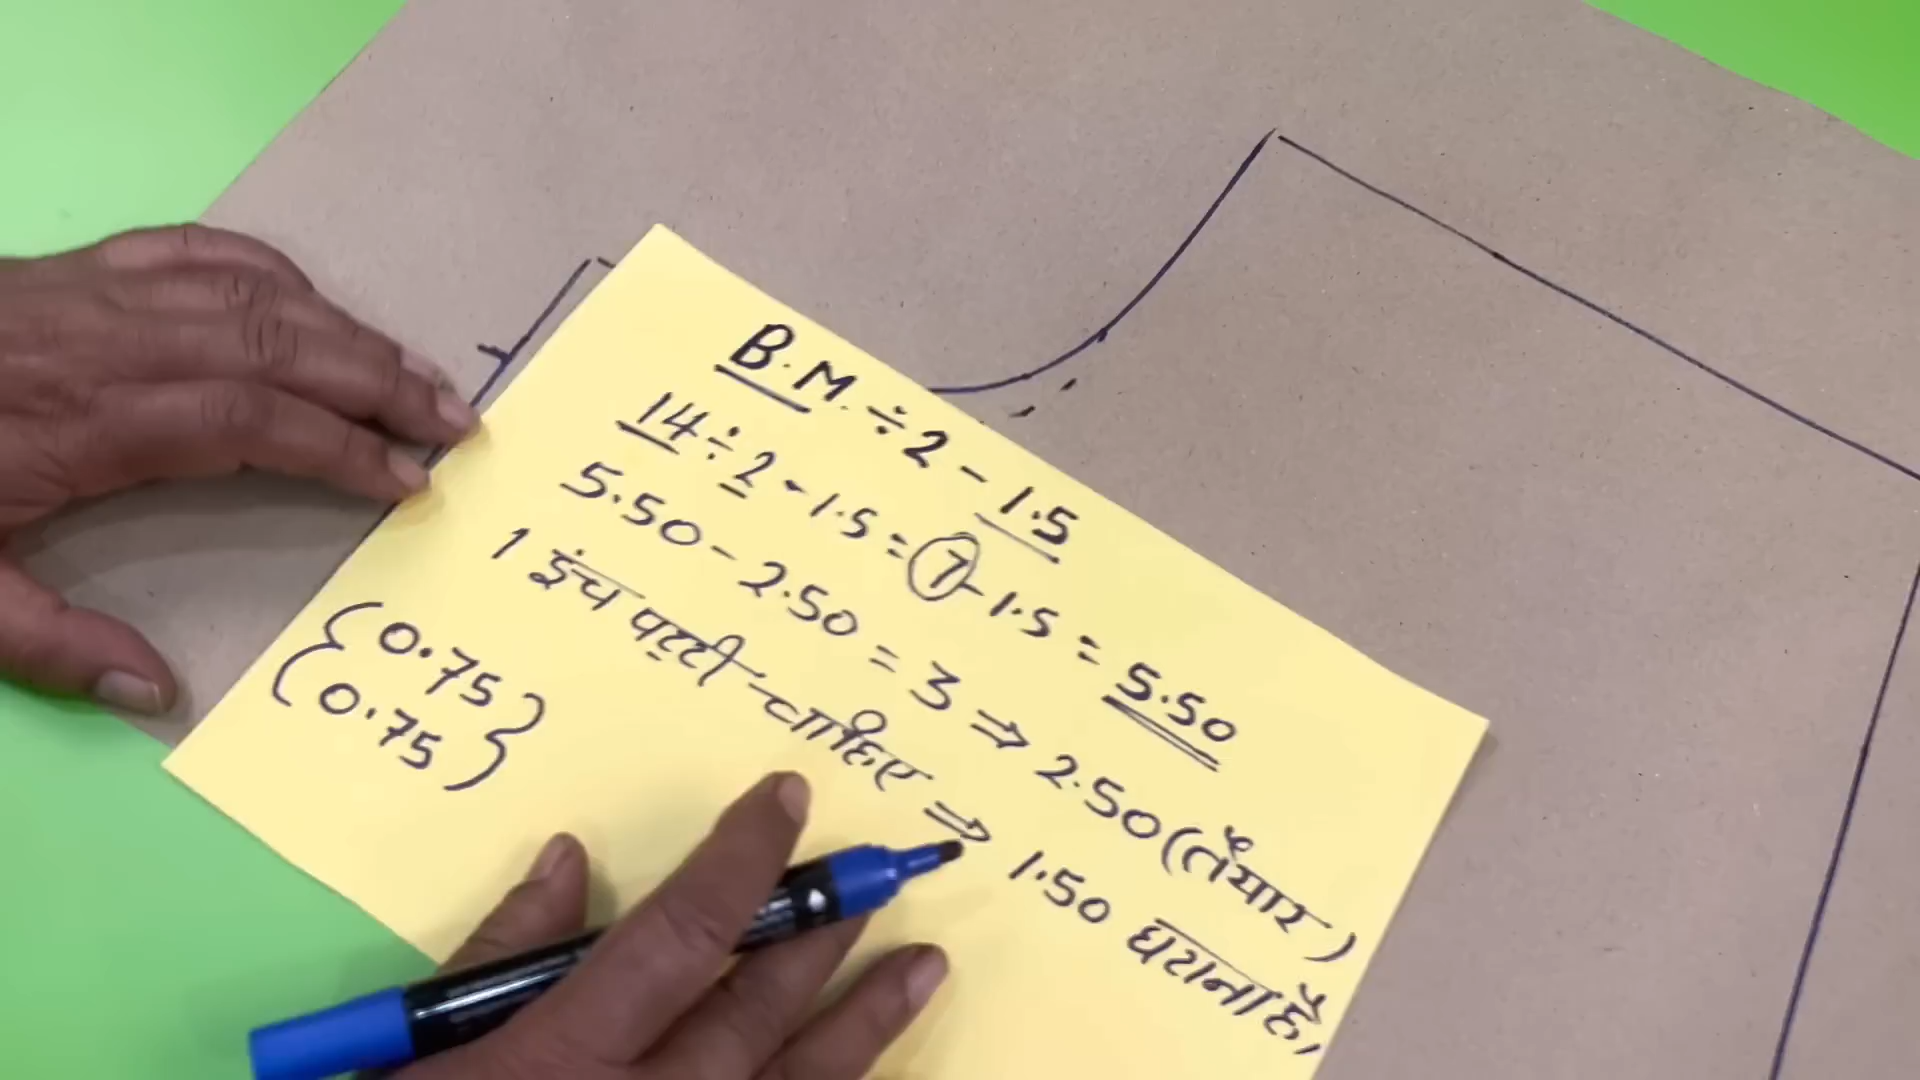 B.M. ÷ 2 - 1.5
14 ÷ 2 - 1.5 = 7 - 1.5 = 5.50
5.50 - 2.50 = 3 ⇒ 2.50 (तैयार)
1 इंच पट्टी चाहिए ⇒ 1.50 घटाना है,
{0.75
0.75}